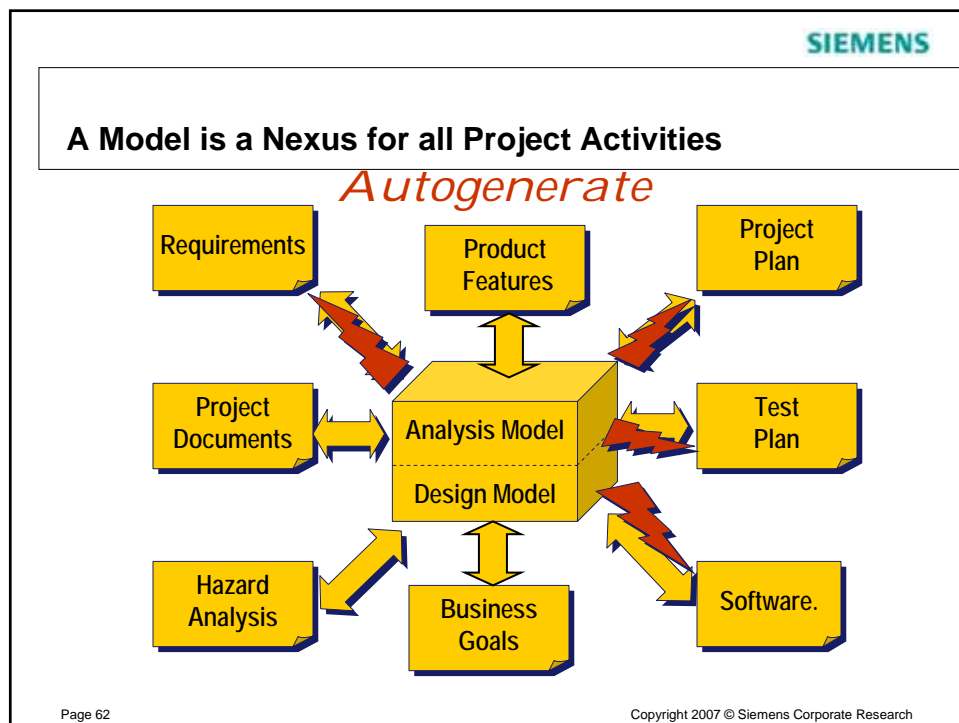 SIEMENS
A Model is a Nexus for all Project Activities
Autogenerate
Requirements
Product
Features
Project
Plan
Project
Documents
Analysis Model
Design Model
Test
Plan
Hazard
Analysis
Business
Goals
Software.
Page 62
Copyright 2007 © Siemens Corporate Research